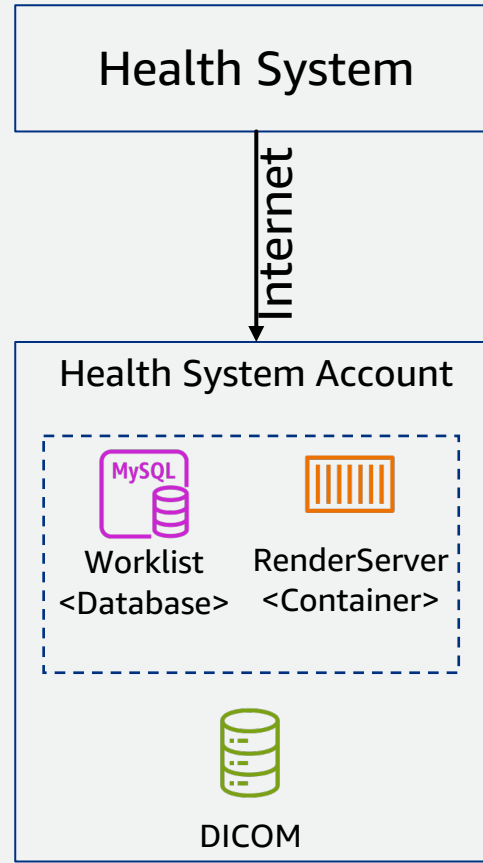 Health System
Internet
Health System Account
MySQL
Worklist
<Database>
RenderServer
<Container>
DICOM